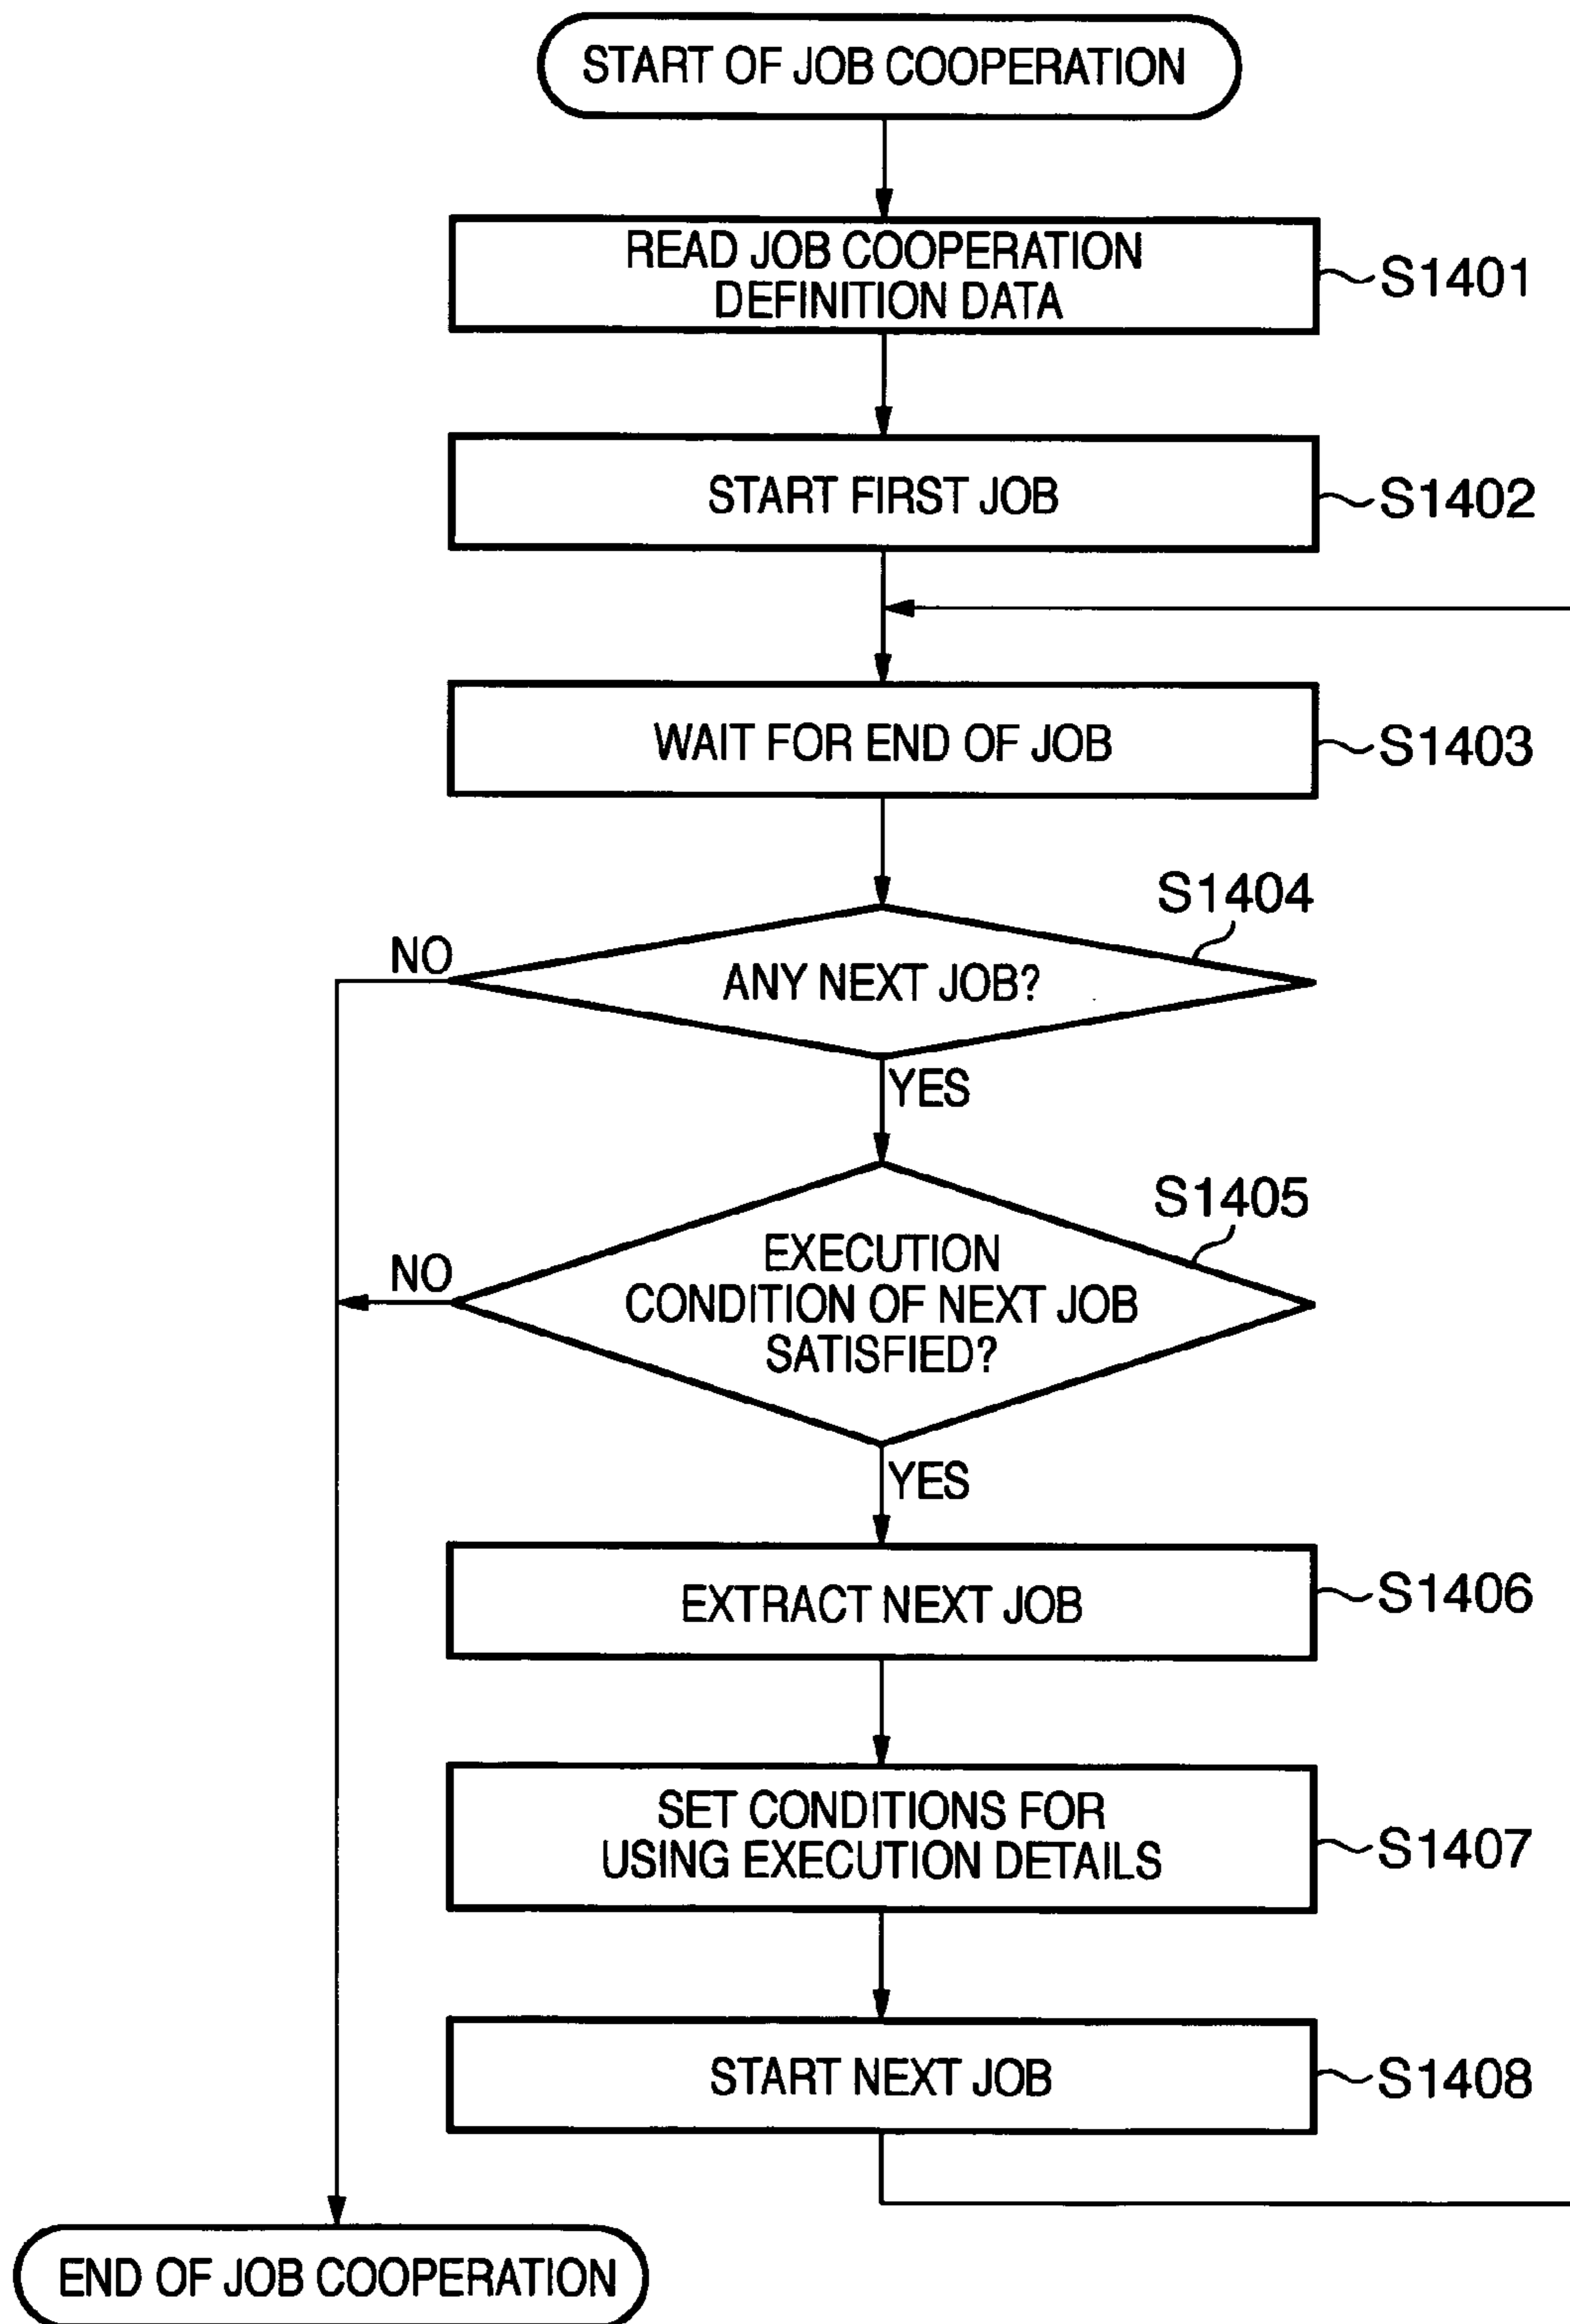 START OF JOB COOPERATION
READ JOB COOPERATION
DEFINITION DATA
S1401
START FIRST JOB
S1402
WAIT FOR END OF JOB
S1403
S1404
NO
ANY NEXT JOB?
YES
S1405
NO
EXECUTION
CONDITION OF NEXT JOB
SATISFIED?
YES
EXTRACT NEXT JOB
S1406
SET CONDITIONS FOR
USING EXECUTION DETAILS
S1407
START NEXT JOB
S1408
END OF JOB COOPERATION